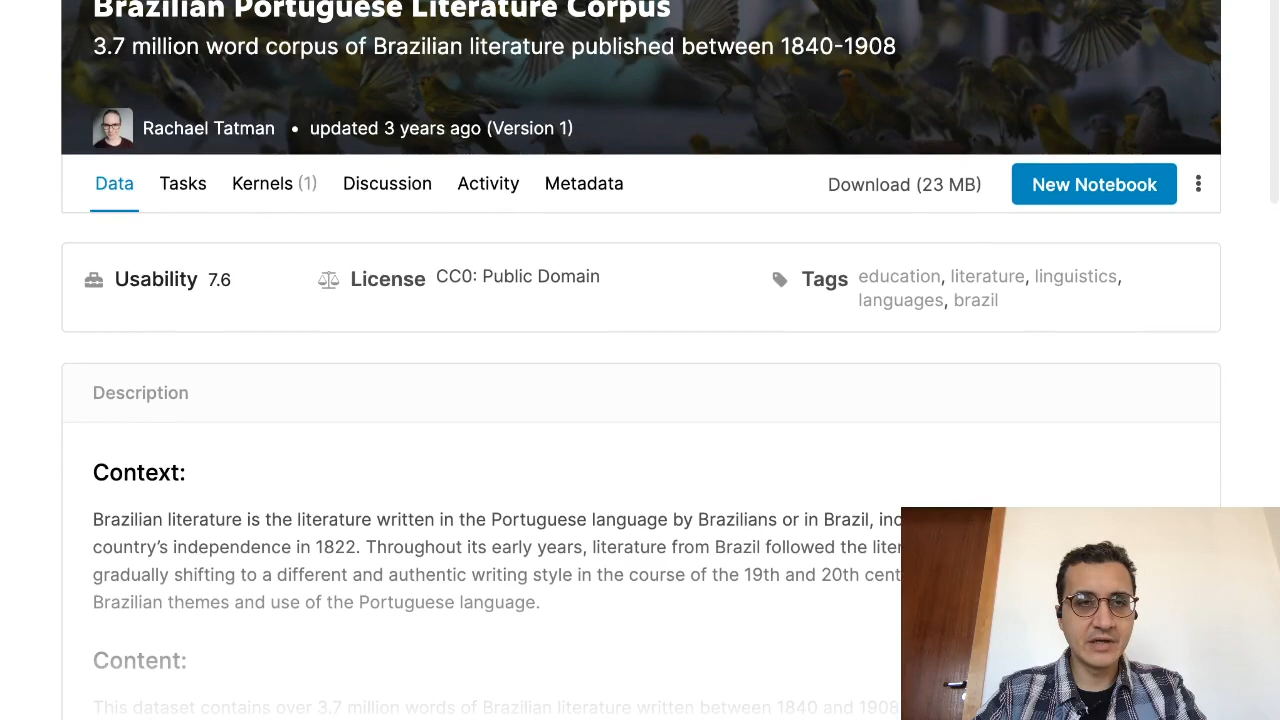 Brazilian Portuguese Literature Corpus
3.7 million word corpus of Brazilian literature published between 1840-1908
Rachael Tatman • updated 3 years ago (Version 1)
Data Tasks Kernels (1) Discussion Activity Metadata Download (23 MB) New Notebook
Usability 7.6 License CC0: Public Domain Tags education, literature, linguistics,
languages, brazil
Description
Context:
Brazilian literature is the literature written in the Portuguese language by Brazilians or in Brazil,
country’s independence in 1822. Throughout its early years, literature from Brazil followed the
gradually shifting to a different and authentic writing style in the course of the 19th and 20th
Brazilian themes and use of the Portuguese language.
Content:
This dataset contains over 3.7 million words of Brazilian literature written between 1840 and 1908